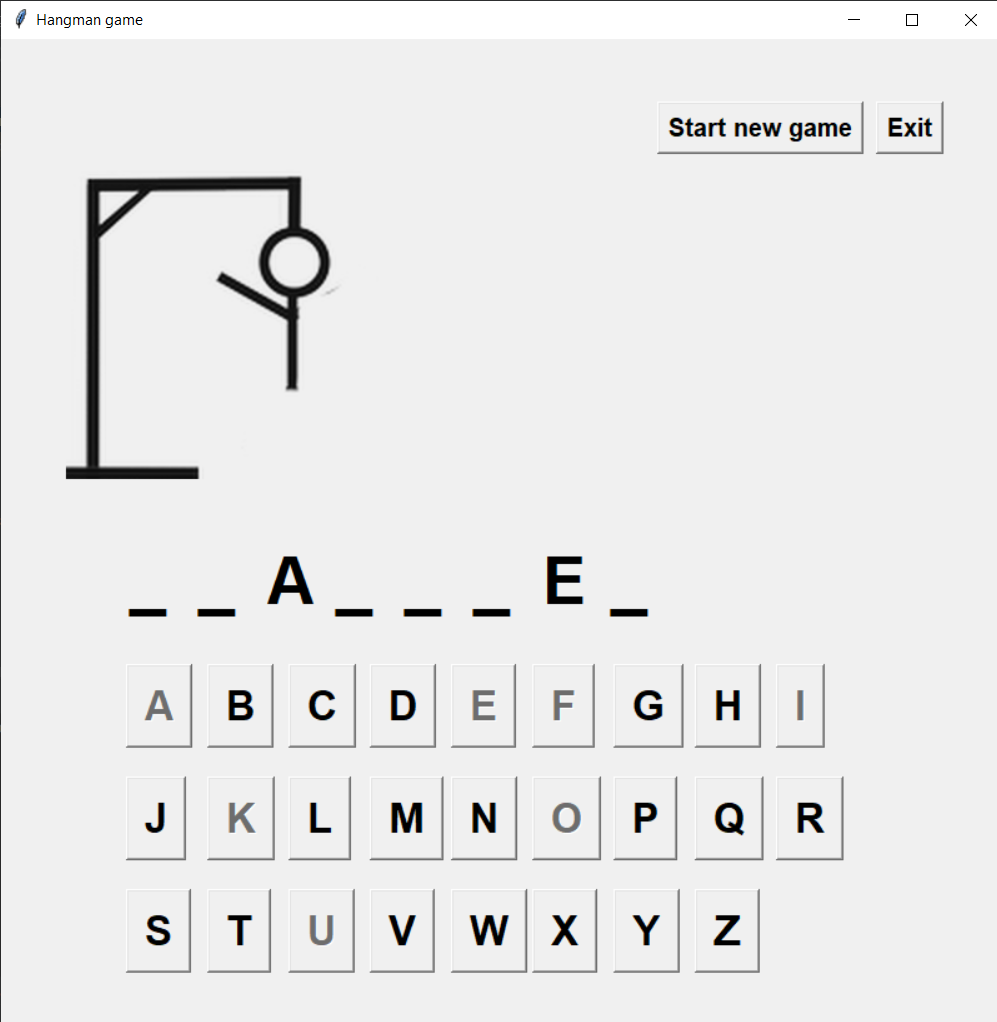 Hangman game
Start new game Exit
_ _ A _ _ _ E _
A B C D E F G H I
J K L M N O P Q R
S T U V W X Y Z